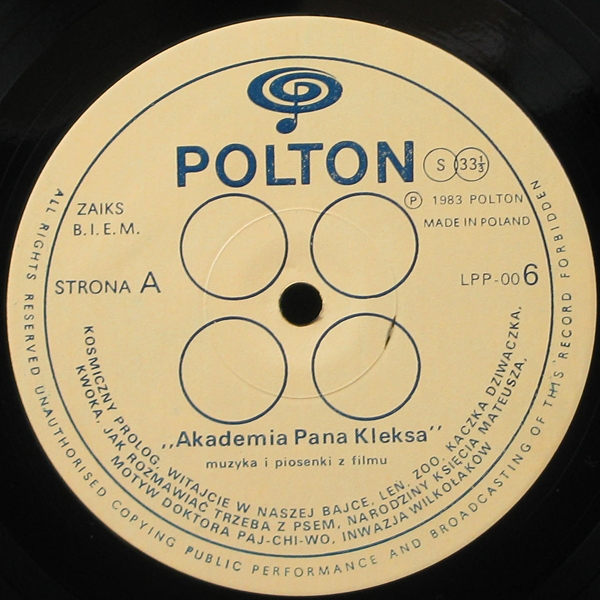 POLTON
S 33⅓
ZAIKS
B.I.E.M.
Ⓟ 1983 POLTON
MADE IN POLAND
STRONA A
LPP-006
„Akademia Pana Kleksa”
muzyka i piosenki z filmu
KOSMICZNY PROLOG, WITAJCIE W NASZEJ BAJCE, LEŃ, ZOO, KACZKA DZIWACZKA,
KWOKA, JAK ROZMAWIAĆ TRZEBA Z PSEM, NARODZINY KSIĘCIA MATEUSZA,
MOTYW DOKTORA PAJ-CHI-WO, INWAZJA WILKOŁAKÓW
ALL RIGHTS RESERVED UNAUTHORISED COPYING PUBLIC PERFORMANCE AND BROADCASTING OF THIS RECORD FORBIDDEN